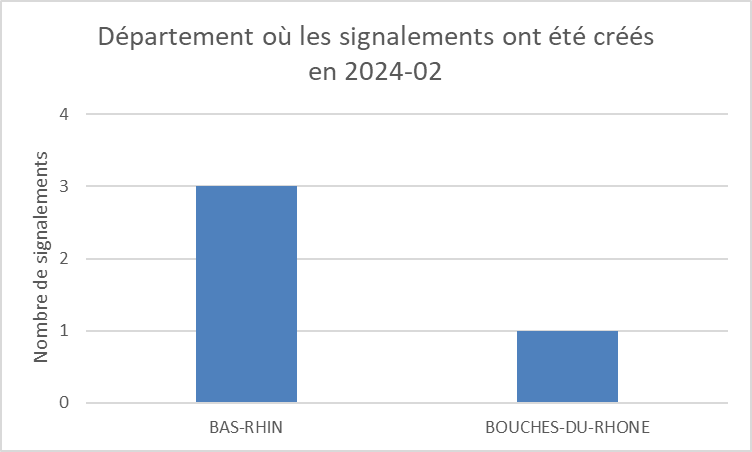 Département où les signalements ont été créés
en 2024-02
Nombre de signalements
4
3
2
1
0
BAS-RHIN
BOUCHES-DU-RHONE